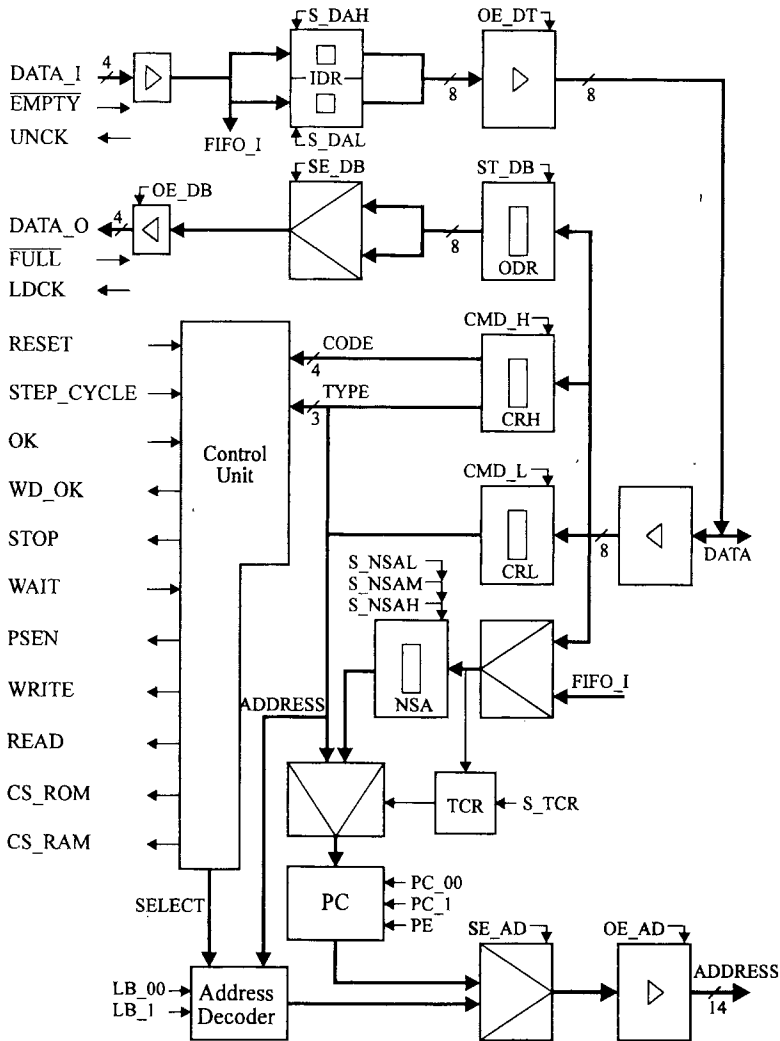 S_DAH
OE_DT
DATA_I
4
IDR
8
8
EMPTY
UNCK
FIFO_I
S_DAL
SE_DB
ST_DB
OE_DB
DATA_O
4
8
FULL
ODR
LDCK
CMD_H
RESET
CODE
4
STEP_CYCLE
TYPE
3
CRH
OK
Control
Unit
CMD_L
WD_OK
STOP
8
DATA
S_NSAL
CRL
WAIT
S_NSAM
S_NSAH
PSEN
FIFO_I
WRITE
ADDRESS
NSA
READ
CS_ROM
TCR
S_TCR
CS_RAM
PC
PC_00
PC_1
PE
SELECT
SE_AD
OE_AD
ADDRESS
14
LB_00
LB_1
Address
Decoder